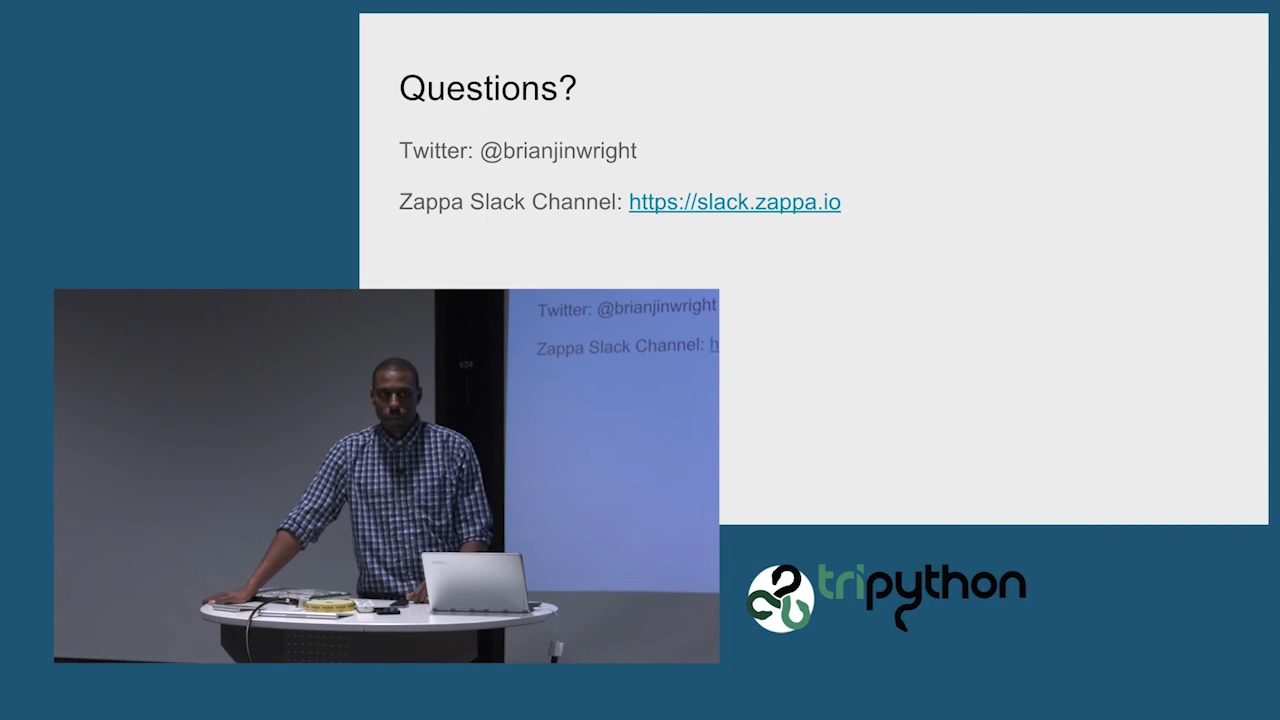 Questions?
Twitter: @brianjinwright
Zappa Slack Channel: https://slack.zappa.io
Twitter: @brianjinwright
Zappa Slack Channel: h
tripython